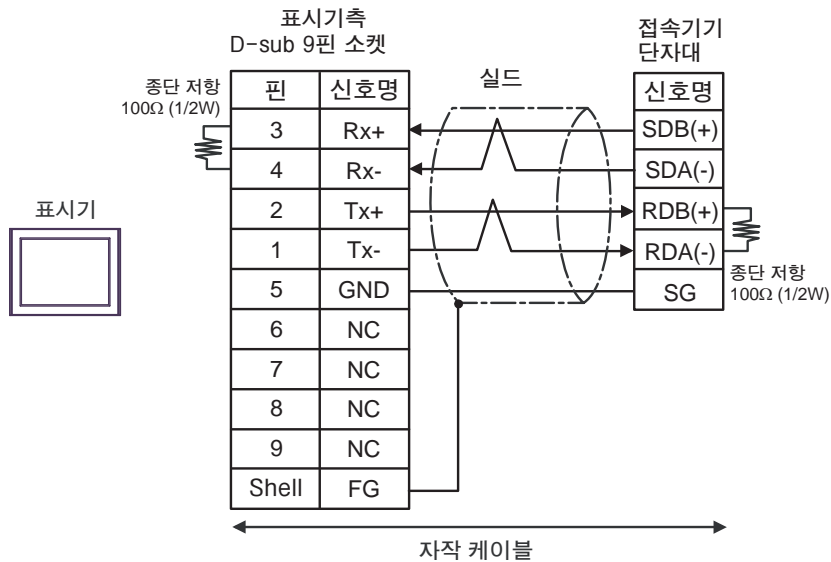 표시기측
D-sub 9핀 소켓
접속기기
단자대
종단 저항
100Ω (1/2W)
핀 신호명
실드
신호명
3 Rx+
SDB(+)
4 Rx-
SDA(-)
표시기
2 Tx+
RDB(+)
1 Tx-
RDA(-)
종단 저항
100Ω (1/2W)
5 GND
SG
6 NC
7 NC
8 NC
9 NC
Shell FG
자작 케이블